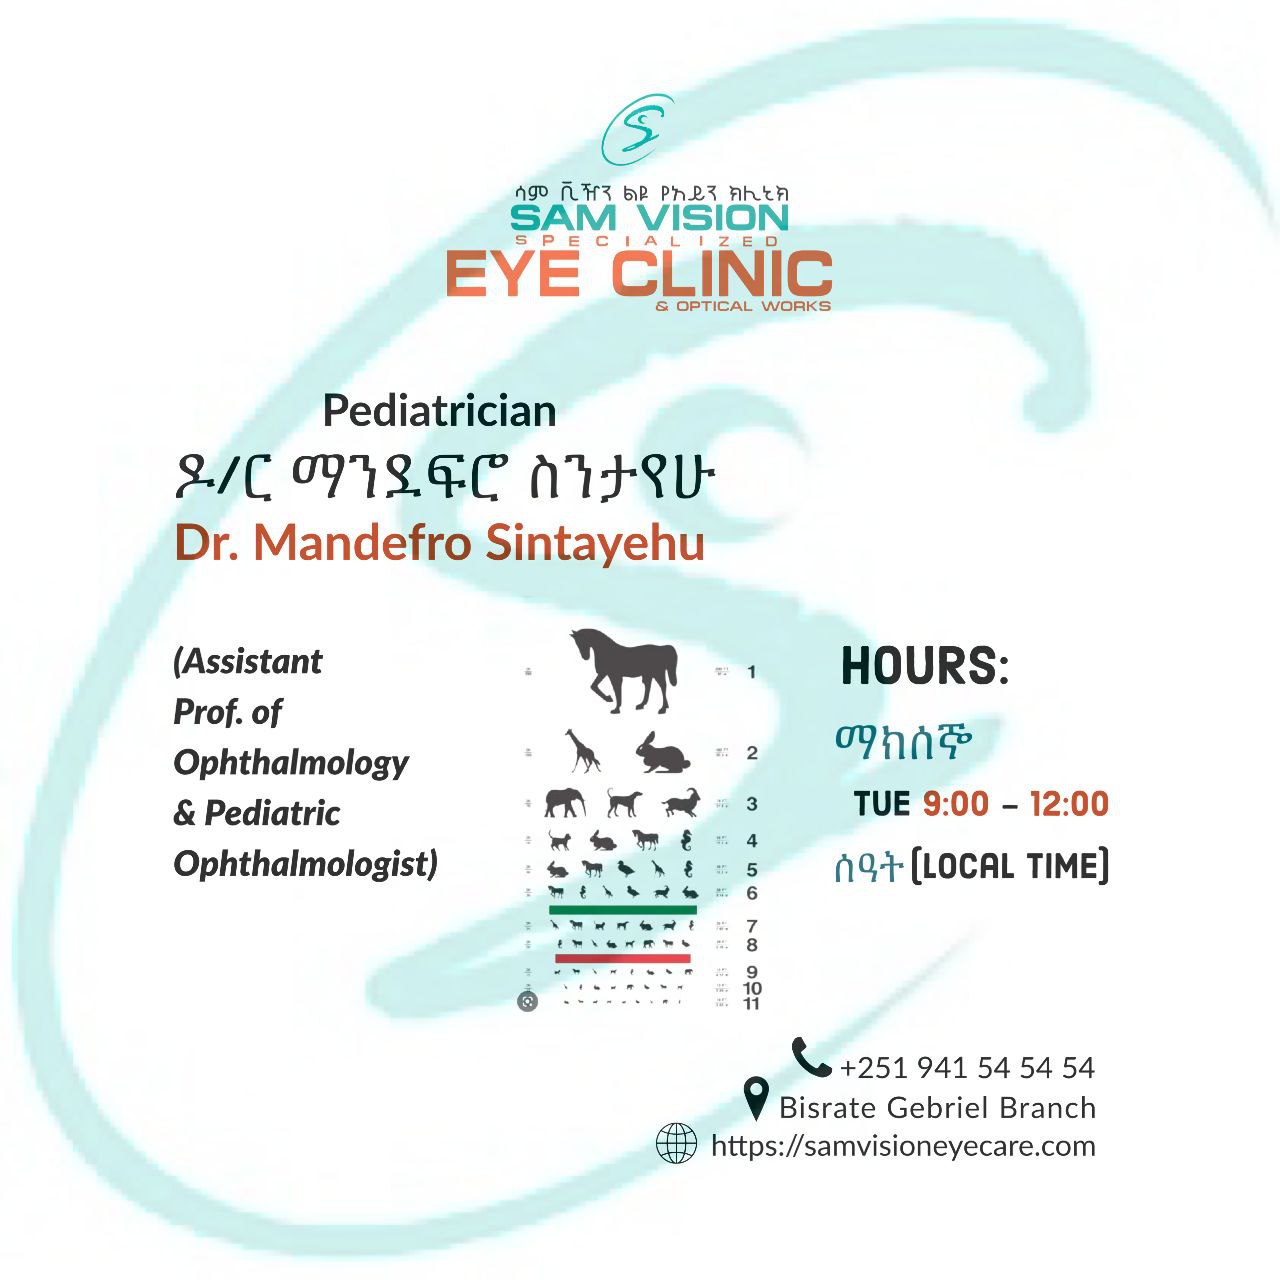 ሳም ቪዥን ልዩ የአይን ክሊኒክ
SAM VISION
SPECIALIZED
EYE CLINIC
& OPTICAL WORKS
Pediatrician
ዶ/ር ማንደፍሮ ስንታየሁ
Dr. Mandefro Sintayehu
(Assistant
Prof. of
Ophthalmology
& Pediatric
Ophthalmologist)
1
2
3
4
5
6
7
8
9
10
11
HOURS:
ማክሰኞ
TUE 9:00 – 12:00
ሰዓት (LOCAL TIME)
+251 941 54 54 54
Bisrate Gebriel Branch
https://samvisioneyecare.com